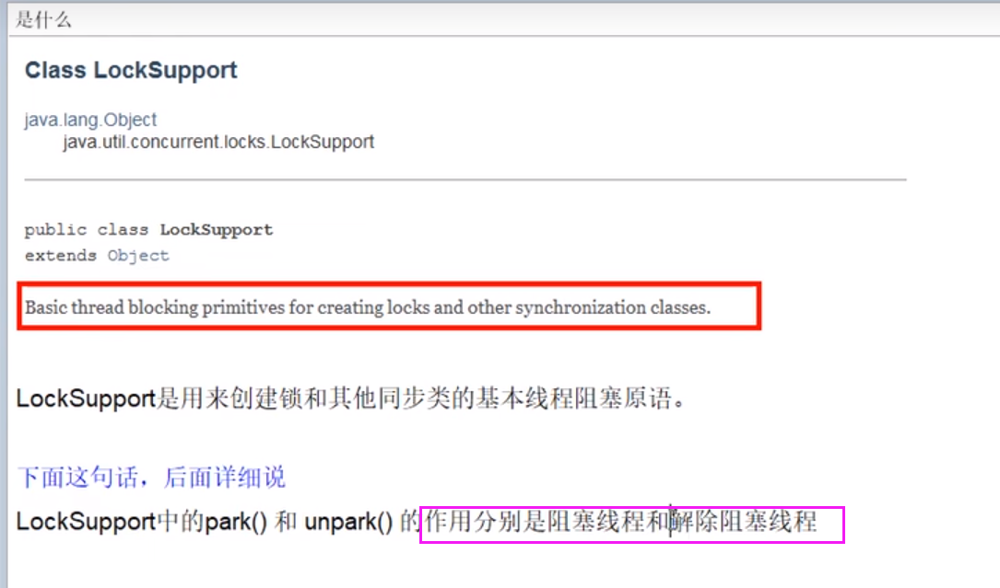 是什么
Class LockSupport
java.lang.Object
java.util.concurrent.locks.LockSupport
public class LockSupport
extends Object
Basic thread blocking primitives for creating locks and other synchronization classes.
LockSupport是用来创建锁和其他同步类的基本线程阻塞原语。
下面这句话，后面详细说
LockSupport中的park() 和 unpark() 的作用分别是阻塞线程和解除阻塞线程